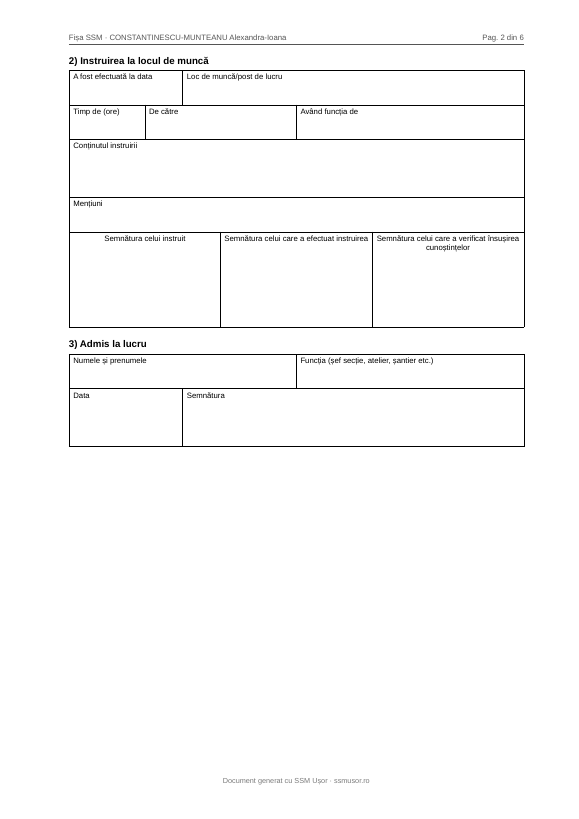 Fișa SSM · CONSTANTINESCU-MUNTEANU Alexandra-Ioana Pag. 2 din 6
2) Instruirea la locul de muncă
A fost efectuată la data Loc de muncă/post de lucru
Timp de (ore) De către Având funcția de
Conținutul instruirii
Mențiuni
Semnătura celui instruit Semnătura celui care a efectuat instruirea Semnătura celui care a verificat însușirea
cunoștințelor
3) Admis la lucru
Numele și prenumele Funcția (șef secție, atelier, șantier etc.)
Data Semnătura
Document generat cu SSM Ușor · ssmusor.ro